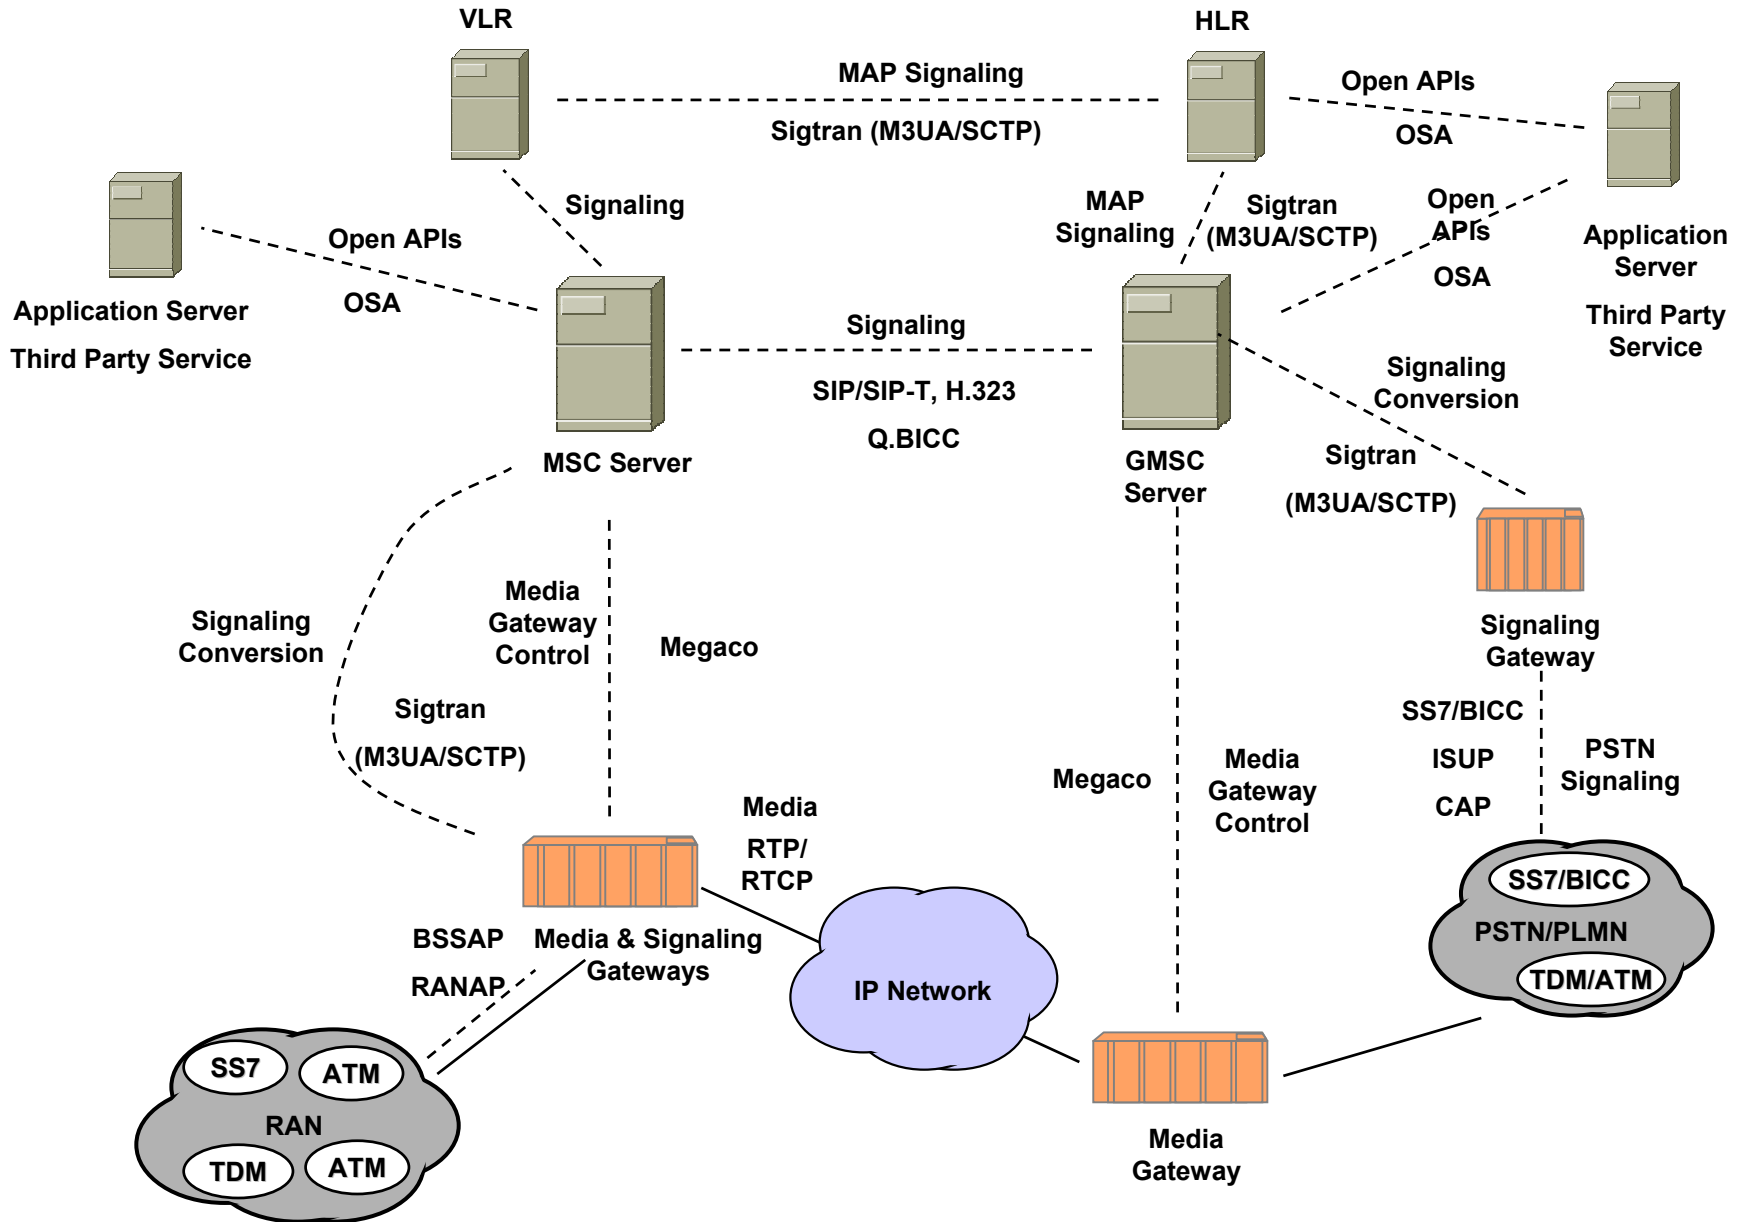 VLR
HLR
MAP Signaling
Sigtran (M3UA/SCTP)
Open APIs
OSA
Signaling
MAP
Signaling
Sigtran
(M3UA/SCTP)
Open
APIs
OSA
Application
Server
Third Party
Service
Open APIs
OSA
Application Server
Third Party Service
Signaling
SIP/SIP-T, H.323
Q.BICC
Signaling
Conversion
Sigtran
(M3UA/SCTP)
MSC Server
GMSC
Server
Signaling
Conversion
Media
Gateway
Control
Megaco
Sigtran
(M3UA/SCTP)
Signaling
Gateway
SS7/BICC
ISUP
CAP
PSTN
Signaling
Megaco
Media
Gateway
Control
Media
RTP/
RTCP
BSSAP
RANAP
Media & Signaling
Gateways
IP Network
SS7/BICC
PSTN/PLMN
TDM/ATM
SS7
ATM
RAN
TDM
ATM
Media
Gateway